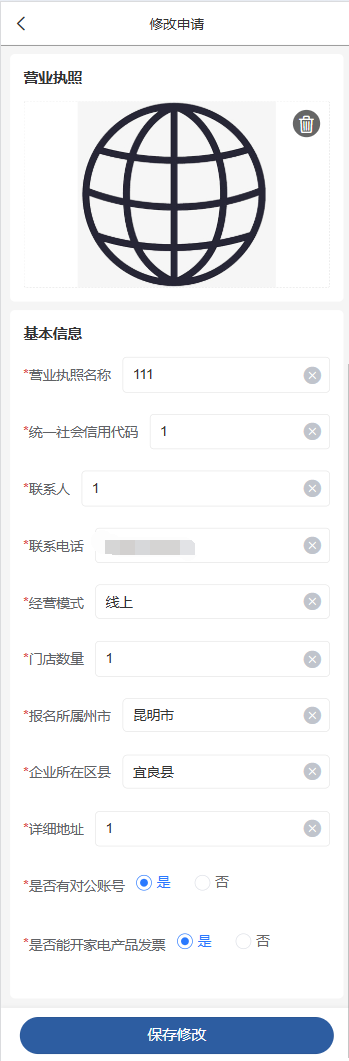 修改申请
营业执照
基本信息
*营业执照名称 111
*统一社会信用代码 1
*联系人 1
*联系电话
*经营模式 线上
*门店数量 1
*报名所属州市 昆明市
*企业所在区县 宜良县
*详细地址 1
*是否有对公账号 是 否
*是否能开家电产品发票 是 否
保存修改